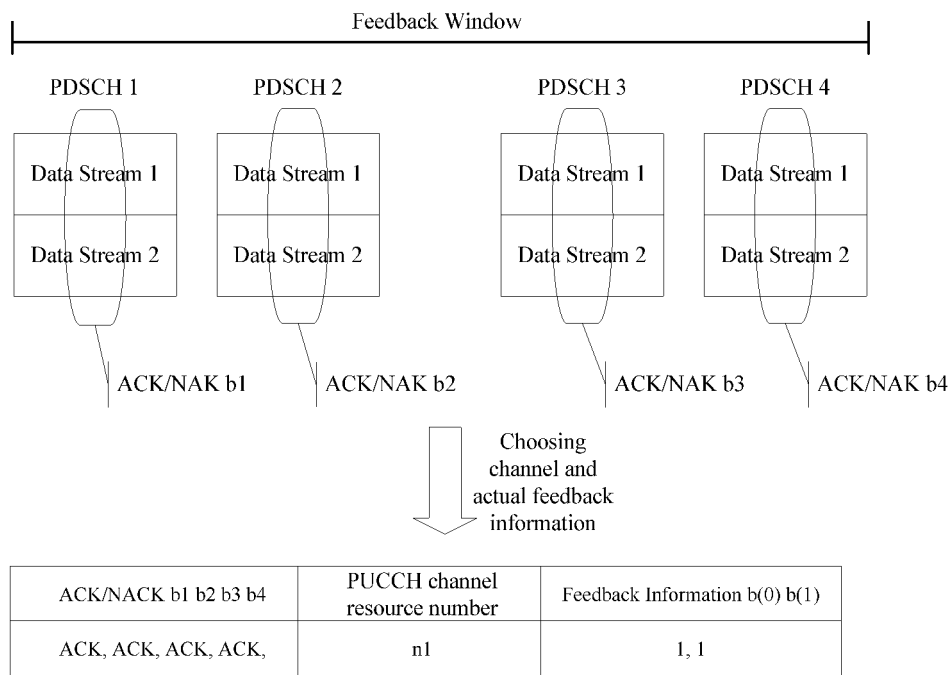 Feedback Window
PDSCH 1
PDSCH 2
PDSCH 3
PDSCH 4
Data Stream 1
Data Stream 1
Data Stream 1
Data Stream 1
Data Stream 2
Data Stream 2
Data Stream 2
Data Stream 2
ACK/NAK b1
ACK/NAK b2
ACK/NAK b3
ACK/NAK b4
Choosing
channel and
actual feedback
information
ACK/NACK b1 b2 b3 b4
PUCCH channel
resource number
Feedback Information b(0) b(1)
ACK, ACK, ACK, ACK,
n1
1, 1